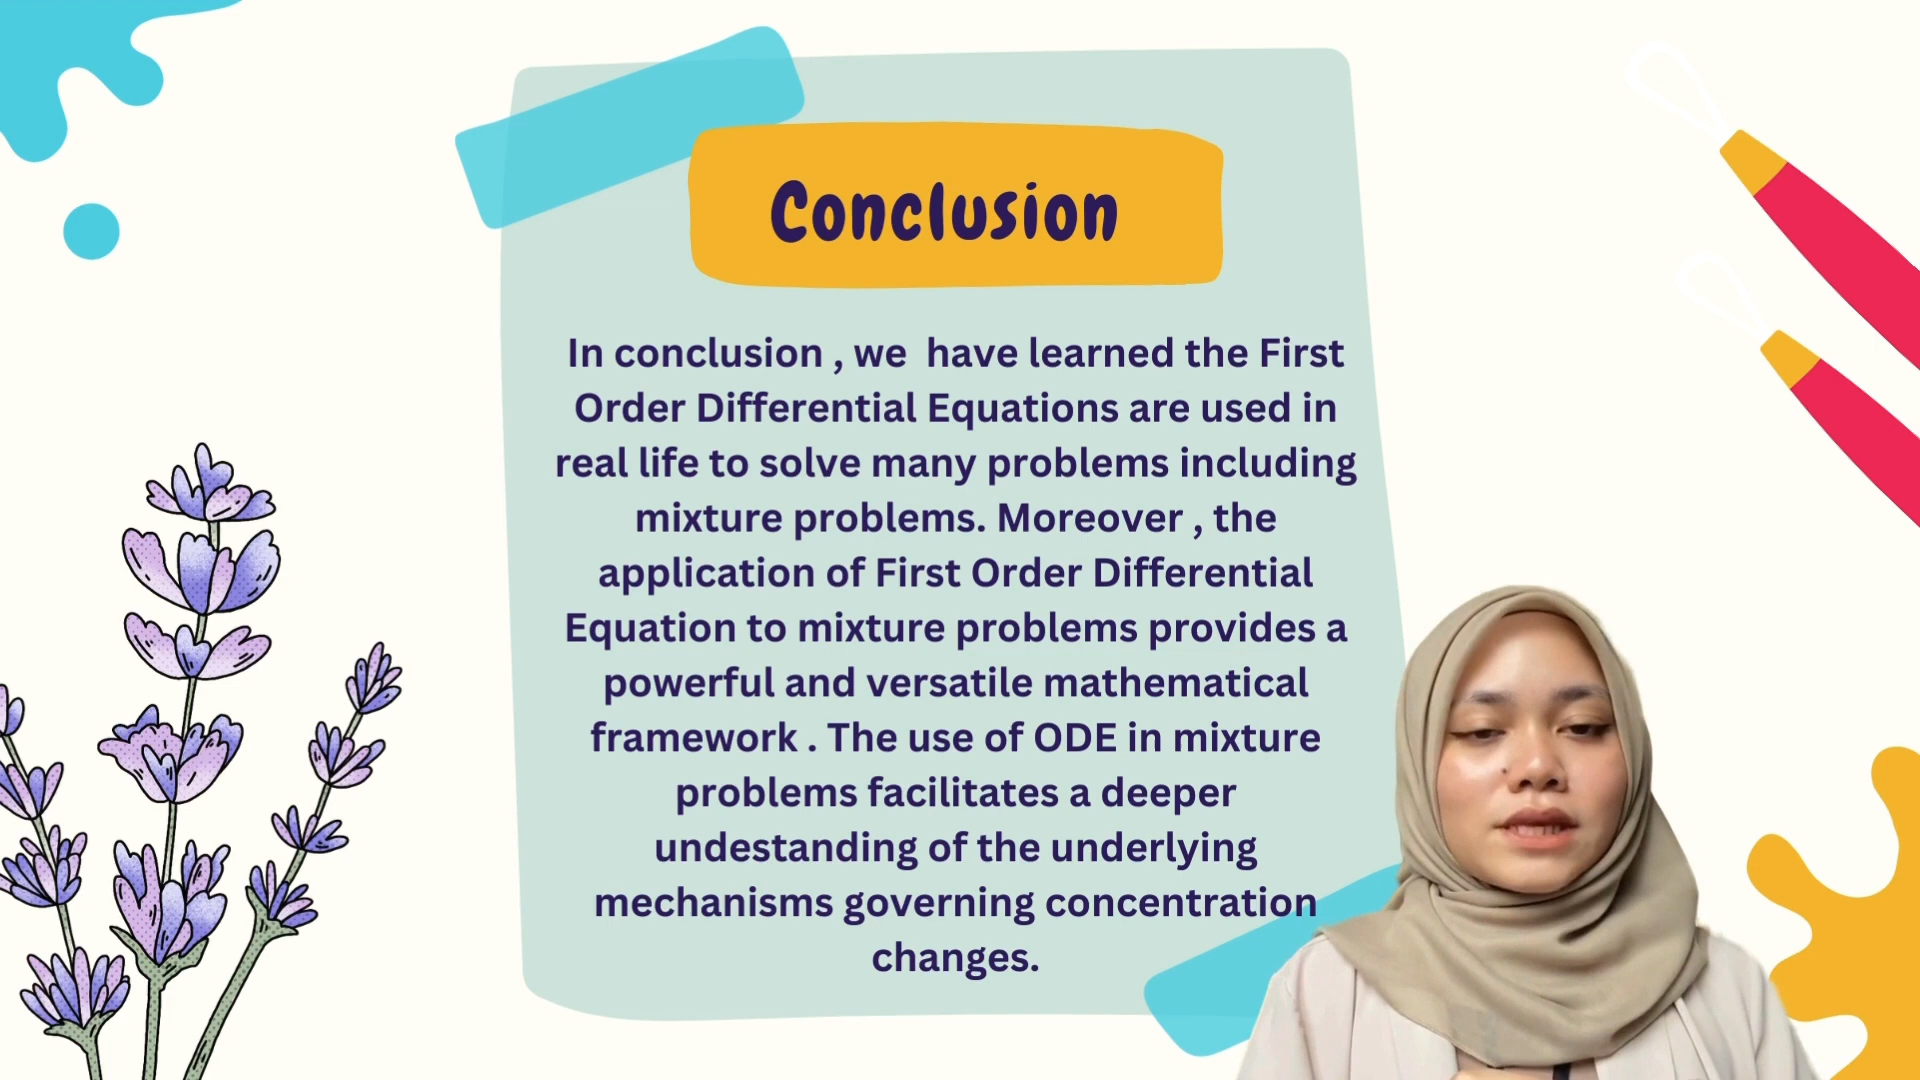 Conclusion
In conclusion , we  have learned the First
Order Differential Equations are used in
real life to solve many problems including
mixture problems. Moreover , the
application of First Order Differential
Equation to mixture problems provides a
powerful and versatile mathematical
framework . The use of ODE in mixture
problems facilitates a deeper
undestanding of the underlying
mechanisms governing concentration
changes.